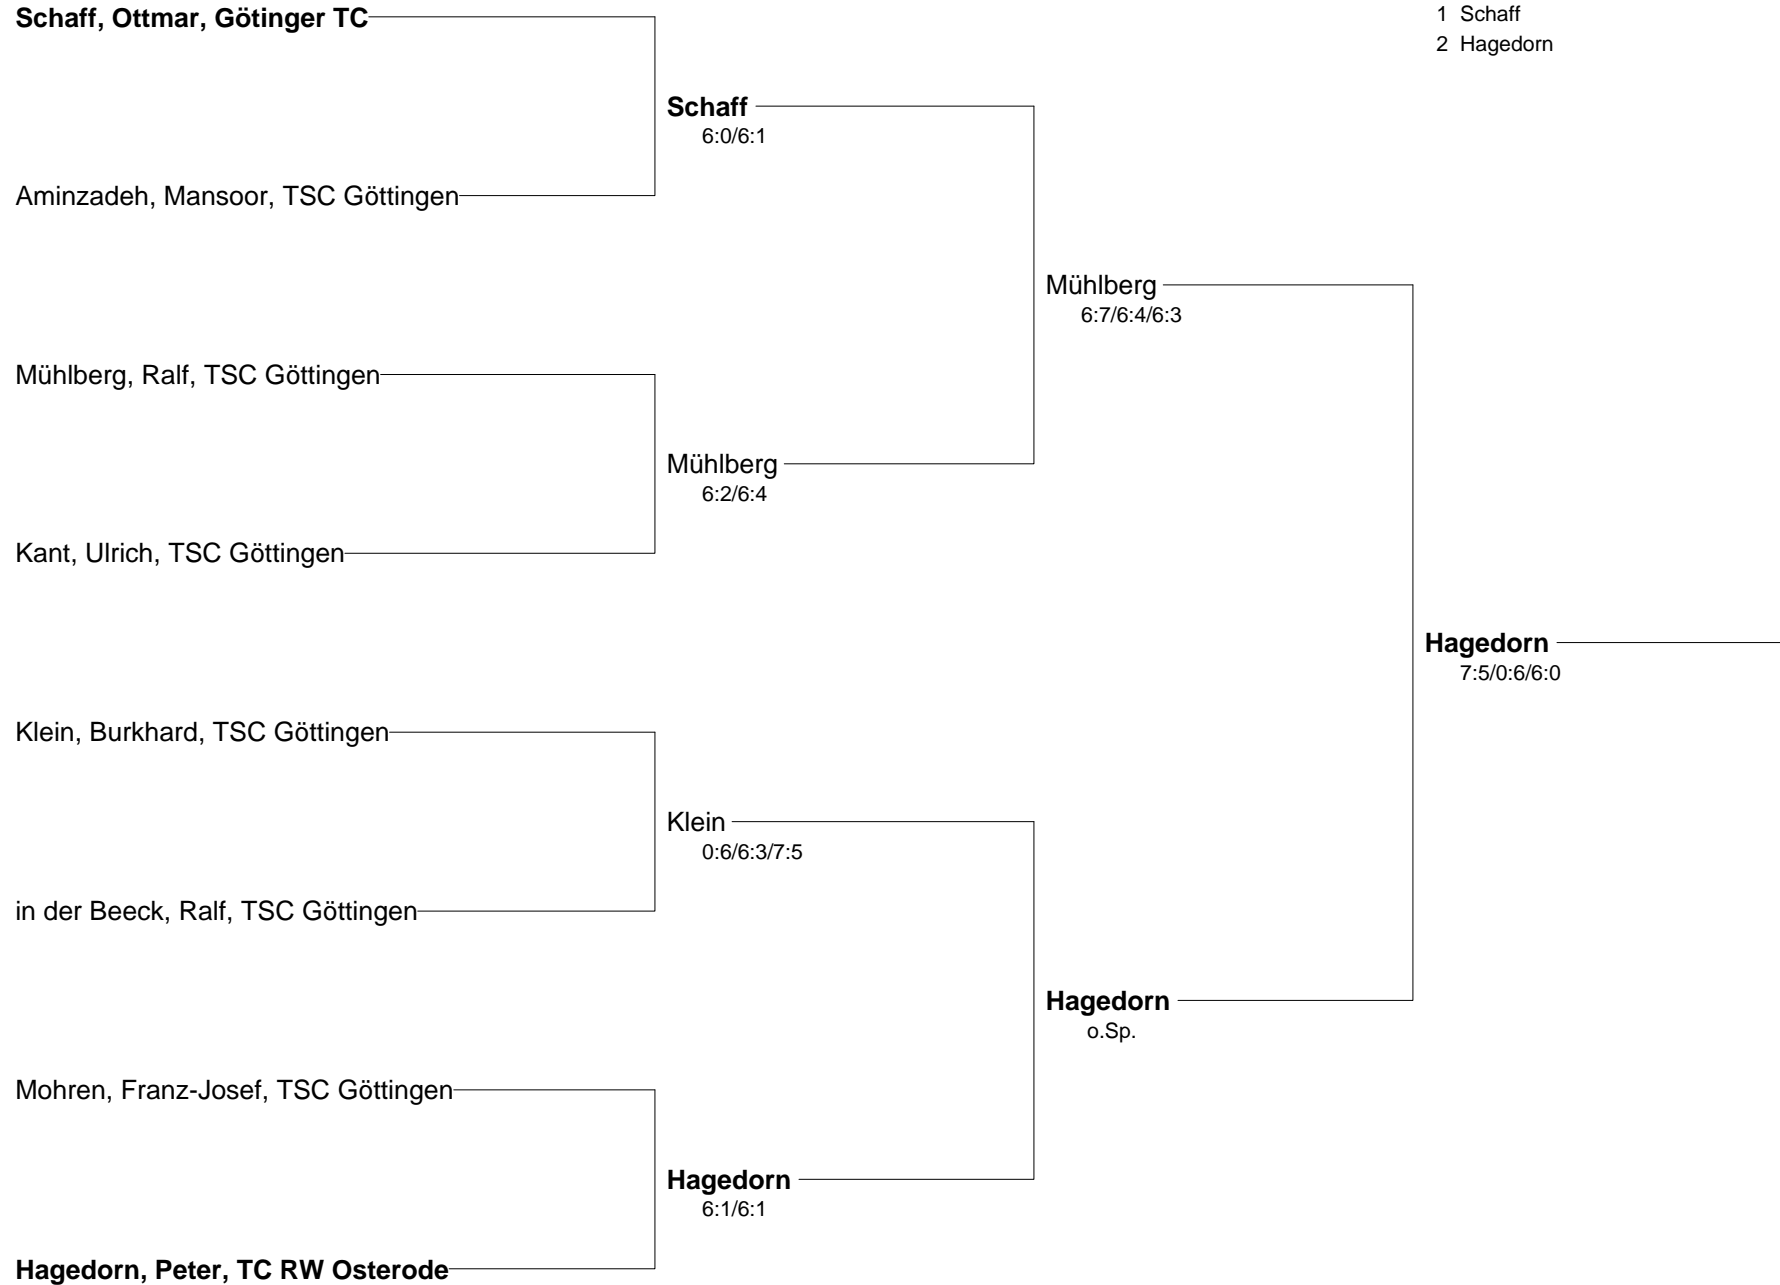 Schaff, Ottmar, Götinger TC
1 Schaff
2 Hagedorn
Schaff
6:0/6:1
Aminzadeh, Mansoor, TSC Göttingen
Mühlberg
6:7/6:4/6:3
Mühlberg, Ralf, TSC Göttingen
Mühlberg
6:2/6:4
Kant, Ulrich, TSC Göttingen
Hagedorn
7:5/0:6/6:0
Klein, Burkhard, TSC Göttingen
Klein
0:6/6:3/7:5
in der Beeck, Ralf, TSC Göttingen
Hagedorn
o.Sp.
Mohren, Franz-Josef, TSC Göttingen
Hagedorn
6:1/6:1
Hagedorn, Peter, TC RW Osterode